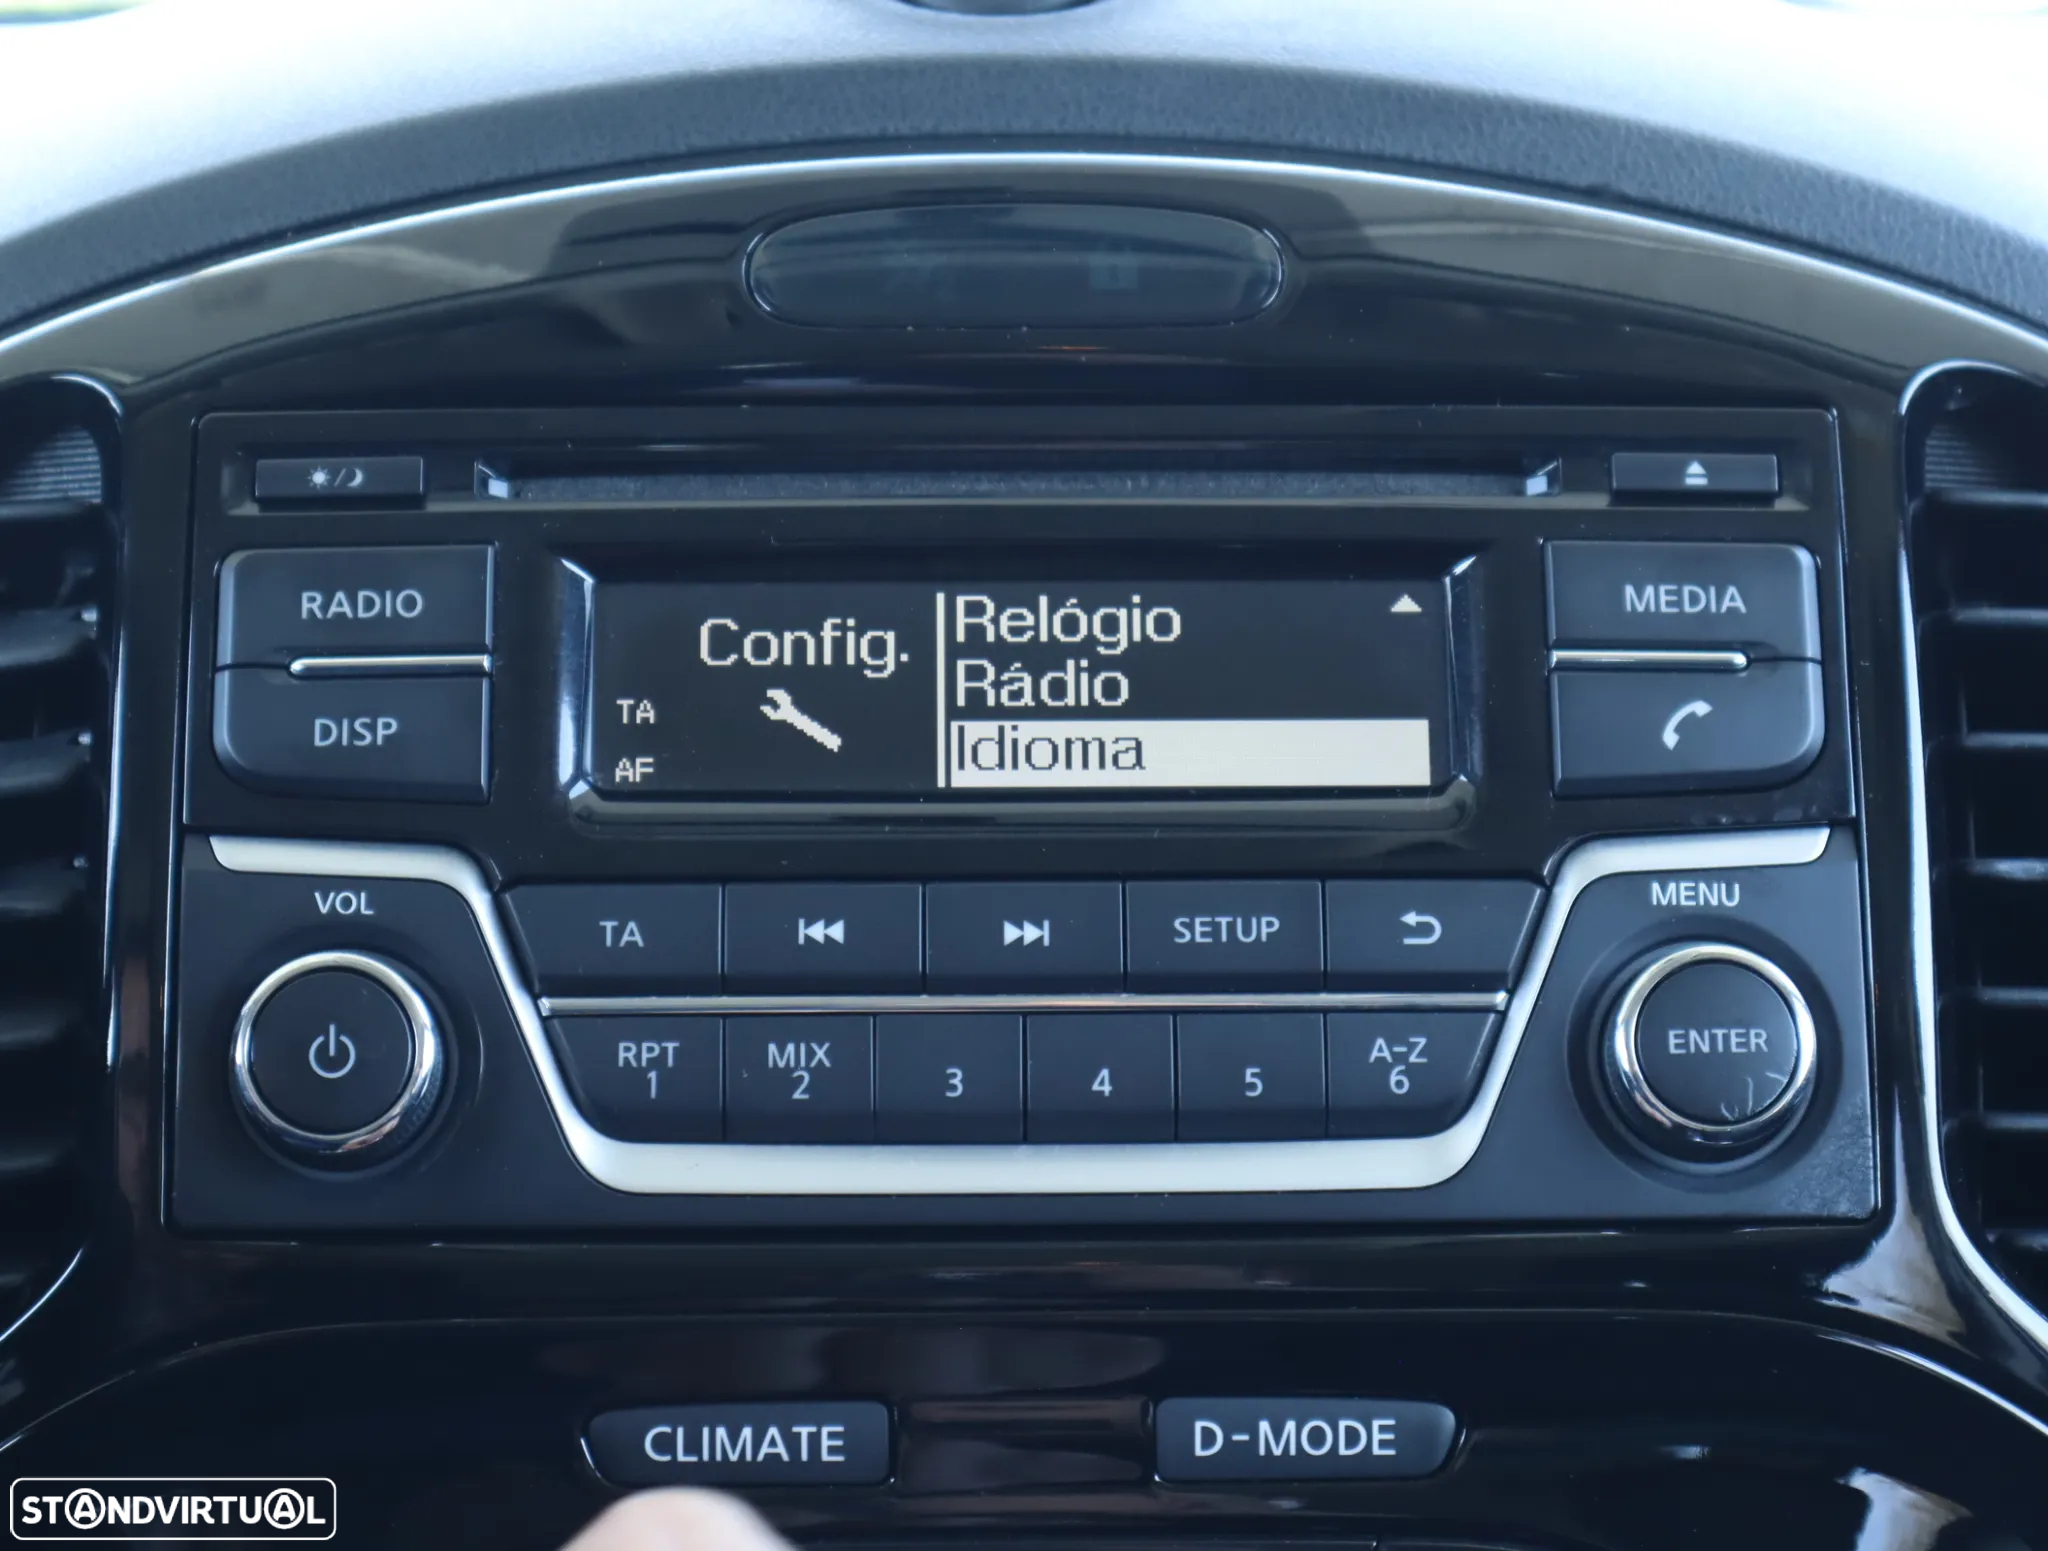 RADIO
DISP
Config.
TA
AF
Relógio
Rádio
Idioma
MEDIA
VOL
TA
SETUP
MENU
RPT
1
MIX
2
3
4
5
A-Z
6
ENTER
CLIMATE
D-MODE
STANDVIRTUAL